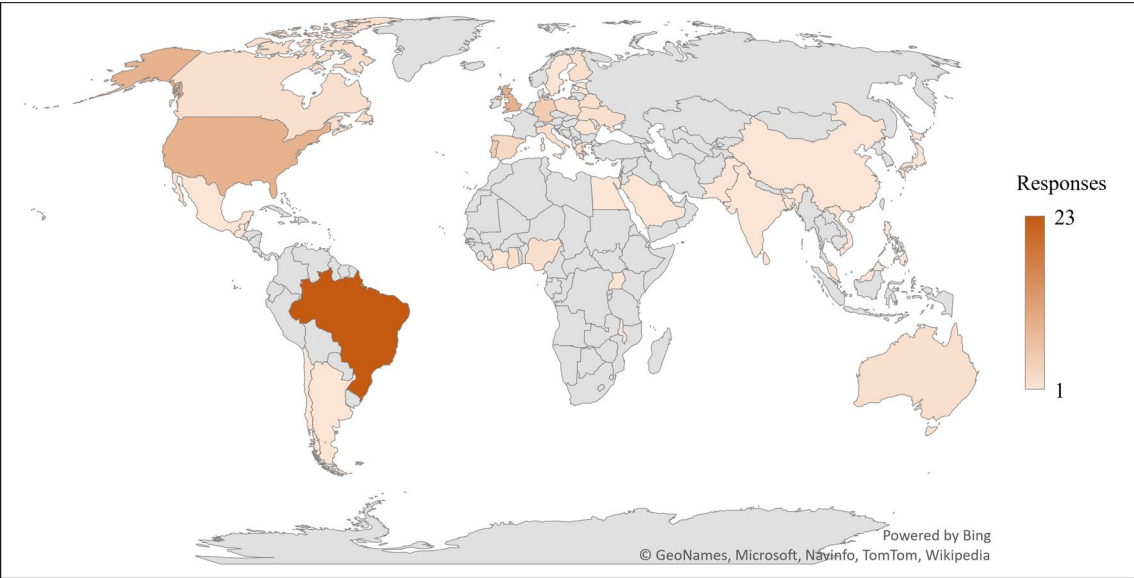 Responses
23
1
Powered by Bing
© GeoNames, Microsoft, Navinfo, TomTom, Wikipedia